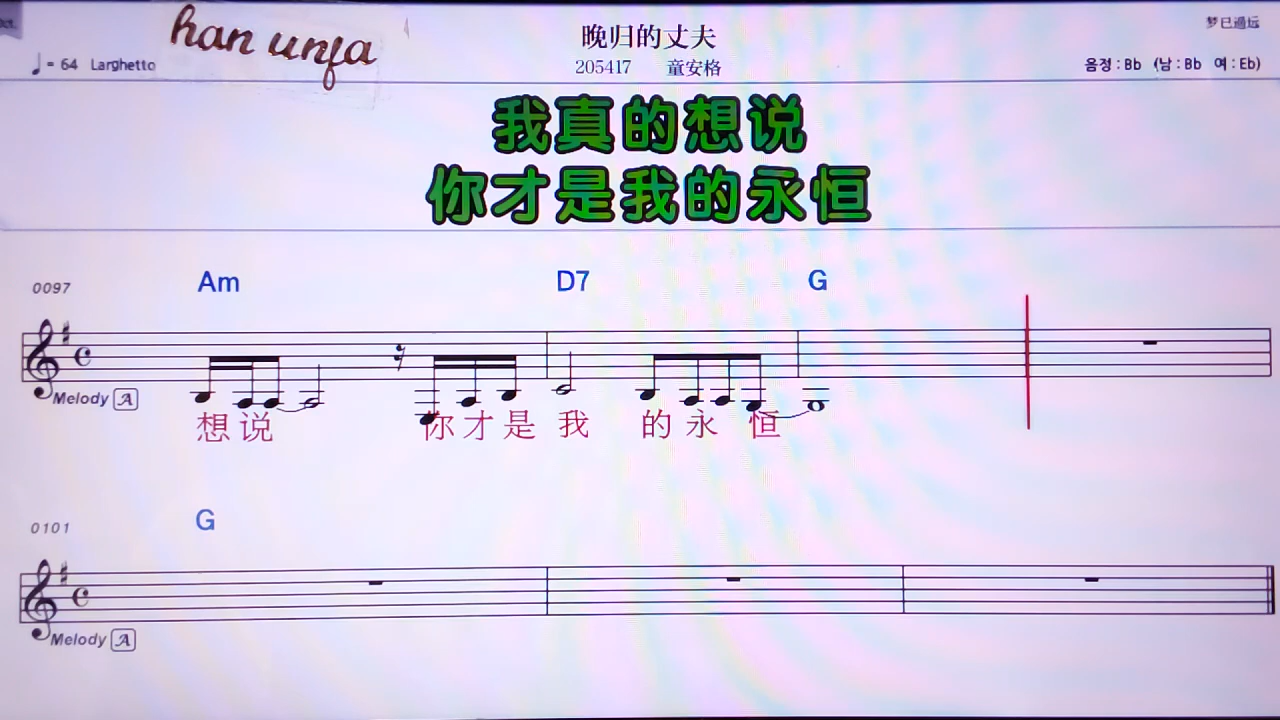 han unfa
晚归的丈夫
梦已過远
♩= 64 Larghetto
205417 童安格
음정 : Bb (남 : Bb 여 : Eb)
我真的想说
你才是我的永恒
0097
Am D7 G
Melody A
想 说 你 才 是 我 的 永 恒
0101
G
Melody A